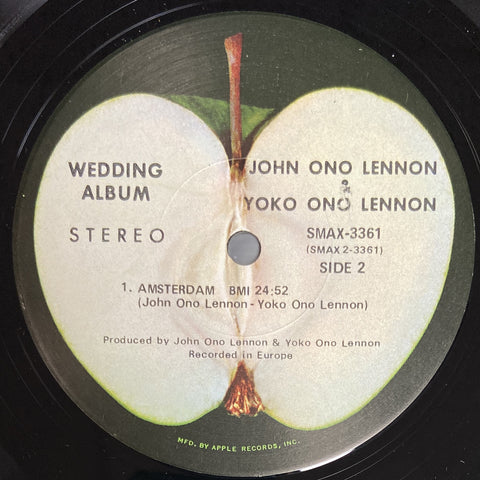 WEDDING
ALBUM
STEREO
JOHN ONO LENNON
&
YOKO ONO LENNON
SMAX-3361
(SMAX 2-3361)
SIDE 2
1. AMSTERDAM BMI 24:52
(John Ono Lennon - Yoko Ono Lennon)
Produced by John Ono Lennon & Yoko Ono Lennon
Recorded in Europe
MFD. BY APPLE RECORDS, INC.